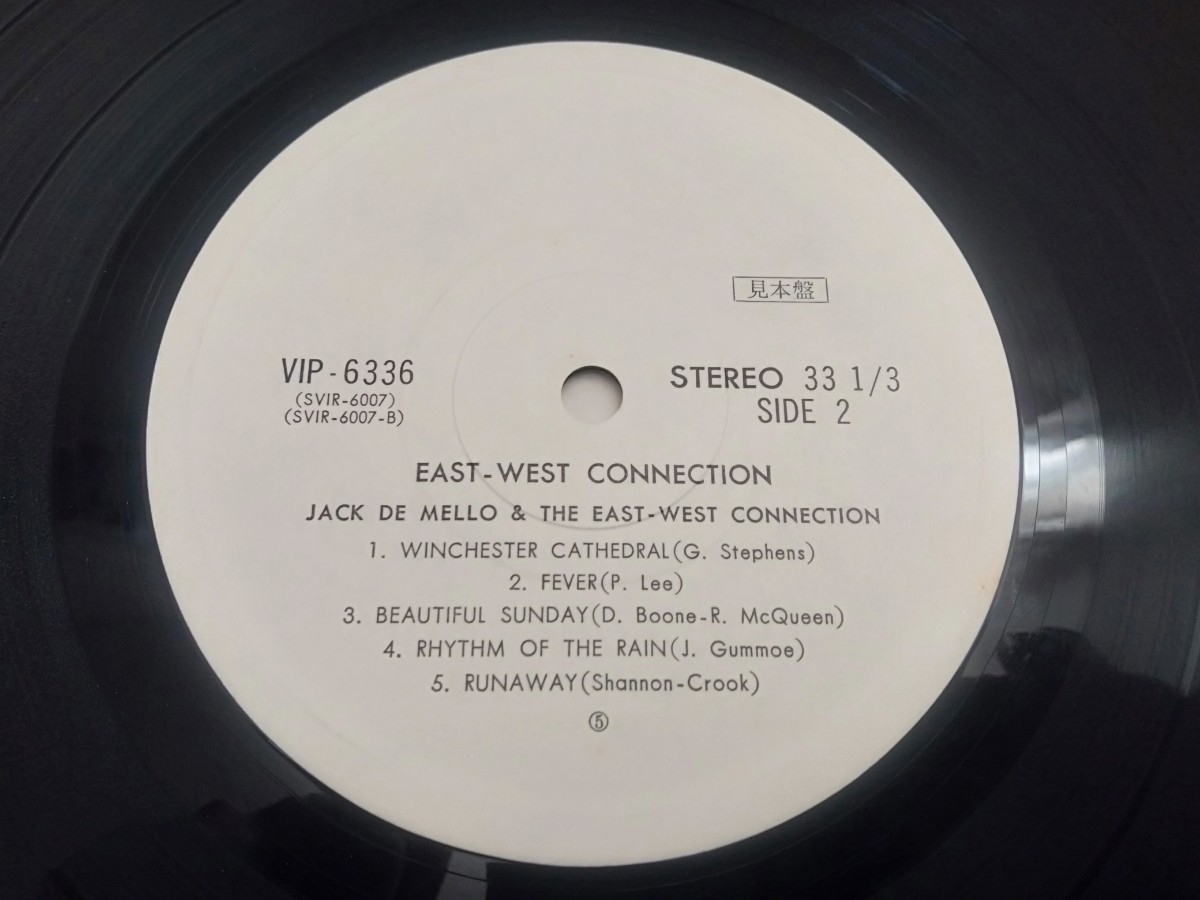 見本盤
VIP-6336
(SVIR-6007)
(SVIR-6007-B)
STEREO 33 1/3
SIDE 2
EAST-WEST CONNECTION
JACK DE MELLO & THE EAST-WEST CONNECTION
1. WINCHESTER CATHEDRAL(G. Stephens)
2. FEVER(P. Lee)
3. BEAUTIFUL SUNDAY(D. Boone-R. McQueen)
4. RHYTHM OF THE RAIN(J. Gummoe)
5. RUNAWAY(Shannon-Crook)
⑤